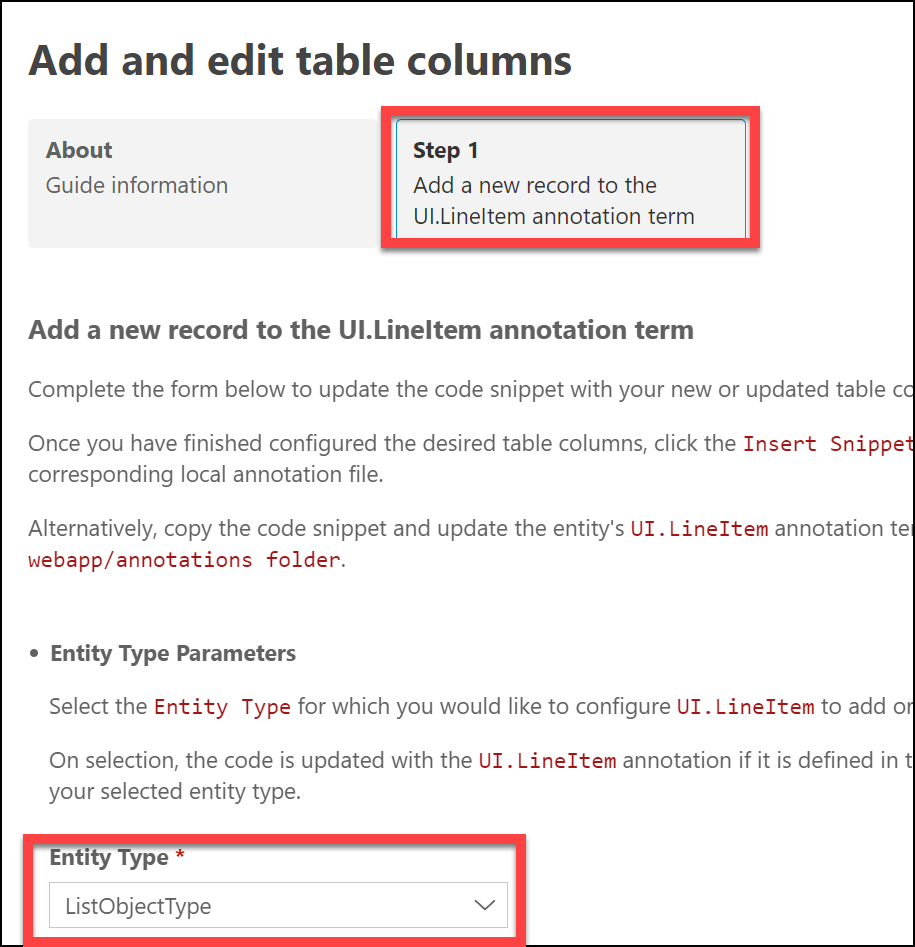 Add and edit table columns
About
Guide information
Step 1
Add a new record to the
UI.LineItem annotation term
Add a new record to the UI.LineItem annotation term
Complete the form below to update the code snippet with your new or updated table co
Once you have finished configured the desired table columns, click the Insert Snippet
corresponding local annotation file.
Alternatively, copy the code snippet and update the entity's UI.LineItem annotation ter
webapp/annotations folder.
• Entity Type Parameters
Select the Entity Type for which you would like to configure UI.LineItem to add or
On selection, the code is updated with the UI.LineItem annotation if it is defined in t
your selected entity type.
Entity Type *
ListObjectType